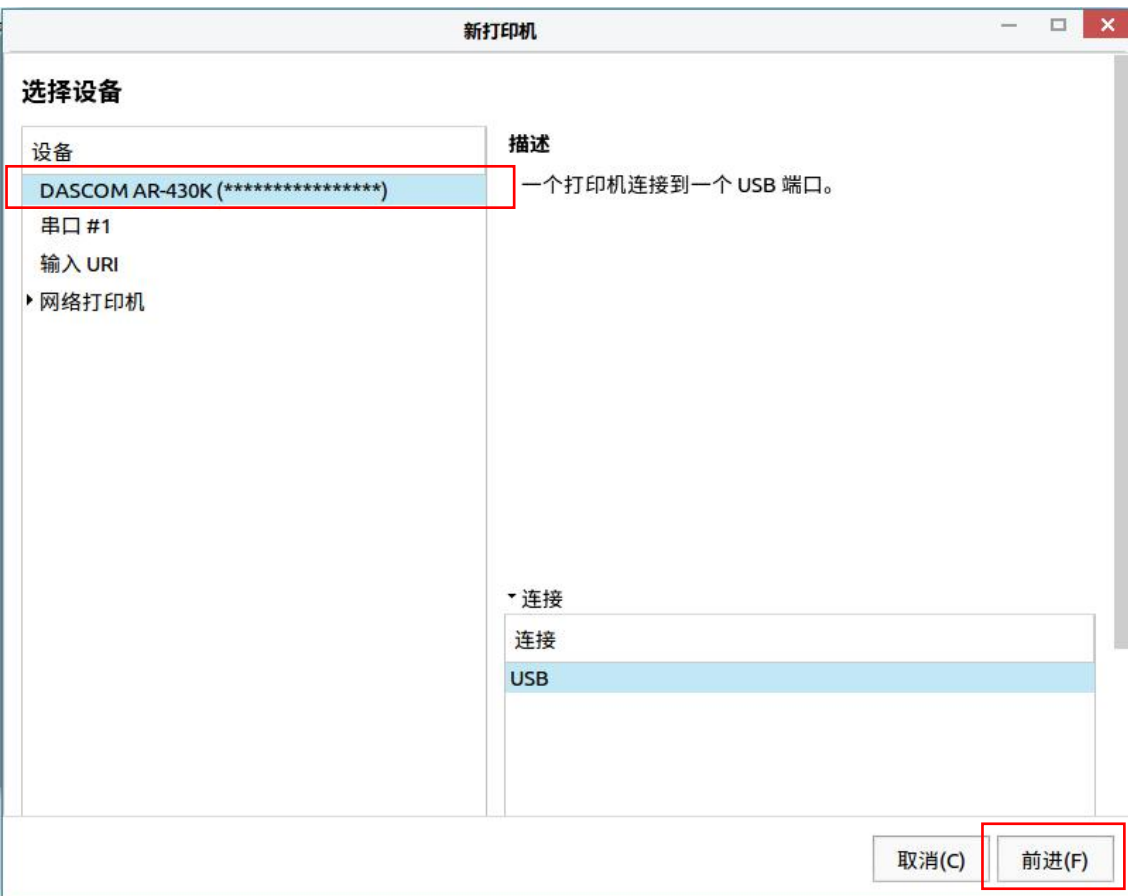 新打印机
选择设备
设备
DASCOM AR-430K (****************)
串口 #1
输入 URI
网络打印机
描述
一个打印机连接到一个 USB 端口。
连接
连接
USB
取消(C)
前进(F)